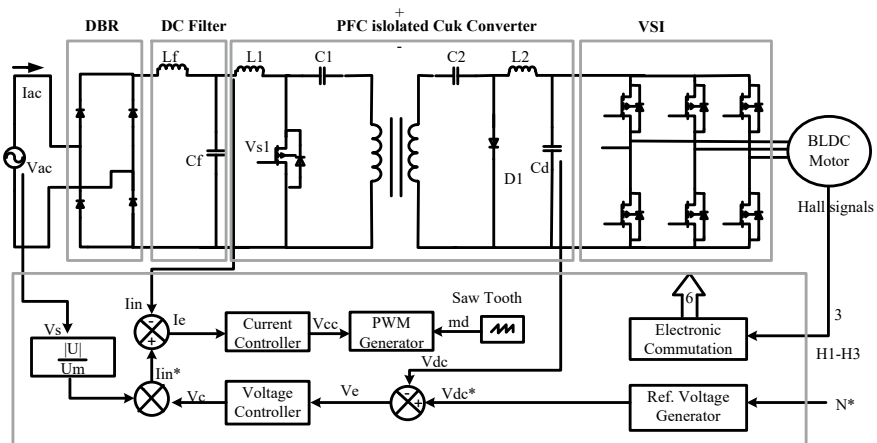 DBR
DC Filter
PFC islolated Cuk Converter
VSI
+
-
Lf
L1
C1
C2
L2
Iac
Vac
Cf
Vs1
D1
Cd
BLDC
Motor
Hall signals
Iin
-
+
Ie
Current
Controller
Vcc
PWM
Generator
md
Saw Tooth
6
Electronic
Commutation
3
H1-H3
Vs
|U|
Um
Iin*
Vc
Voltage
Controller
Ve
Vdc
-
+
Vdc*
Ref. Voltage
Generator
N*